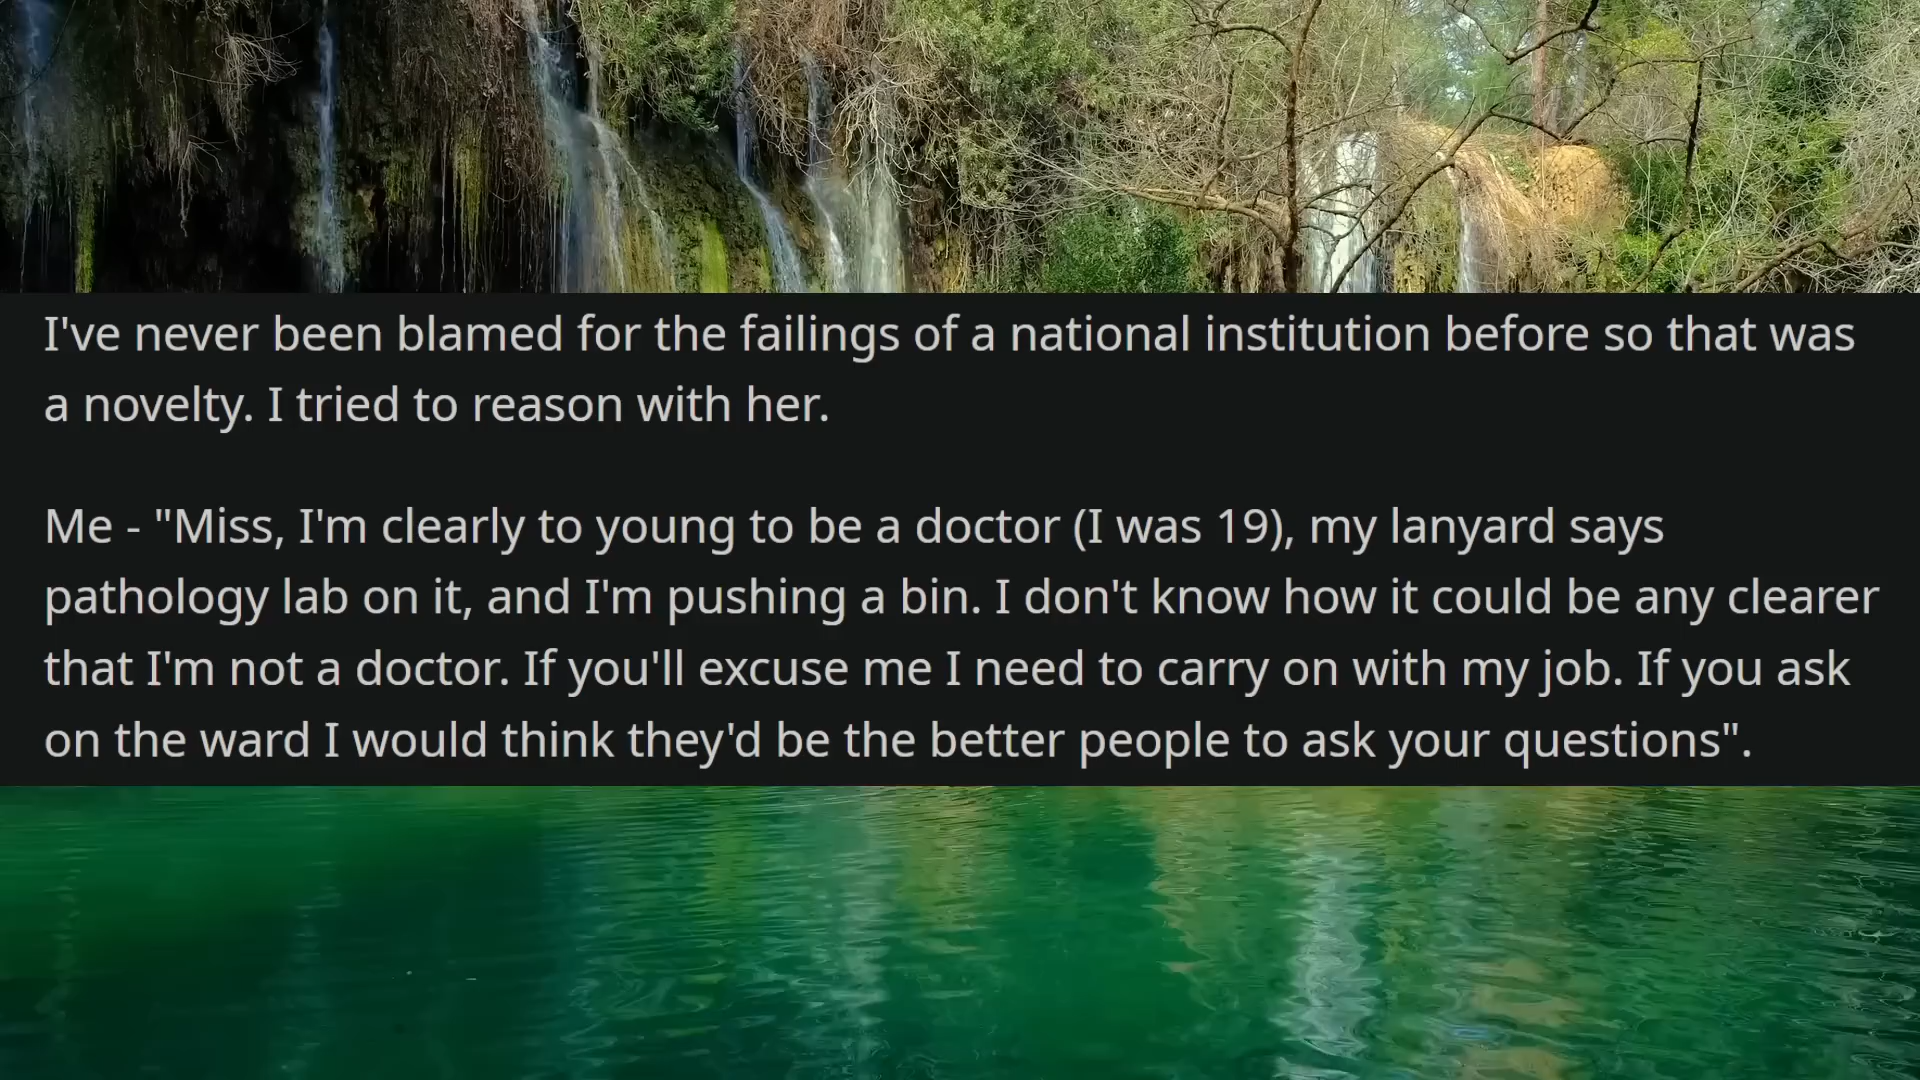 I've never been blamed for the failings of a national institution before so that was
a novelty. I tried to reason with her.
Me - "Miss, I'm clearly to young to be a doctor (I was 19), my lanyard says
pathology lab on it, and I'm pushing a bin. I don't know how it could be any clearer
that I'm not a doctor. If you'll excuse me I need to carry on with my job. If you ask
on the ward I would think they'd be the better people to ask your questions".